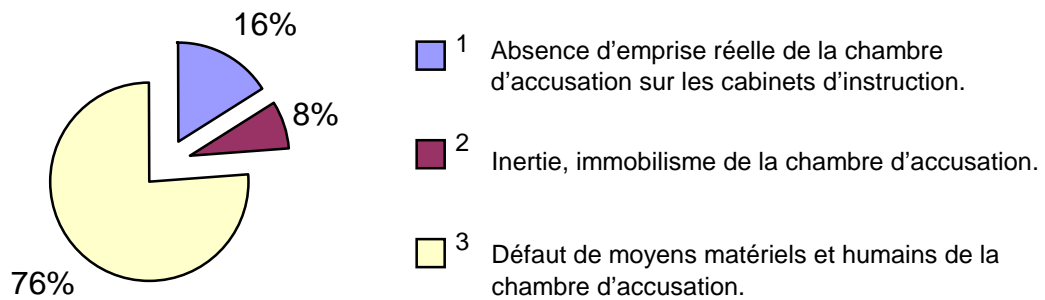 16%
8%
76%
1 Absence d’emprise réelle de la chambre
d’accusation sur les cabinets d’instruction.
2 Inertie, immobilisme de la chambre d’accusation.
3 Défaut de moyens matériels et humains de la
chambre d’accusation.